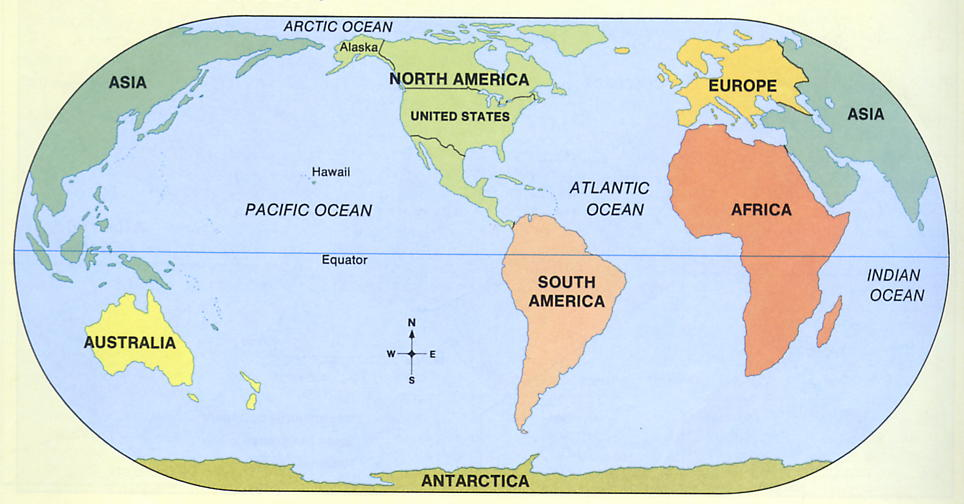 ARCTIC OCEAN
Alaska
ASIA
NORTH AMERICA
EUROPE
UNITED STATES
ASIA
Hawaii
ATLANTIC
OCEAN
PACIFIC OCEAN
AFRICA
Equator
INDIAN
OCEAN
SOUTH
AMERICA
AUSTRALIA
N
W
E
S
ANTARCTICA